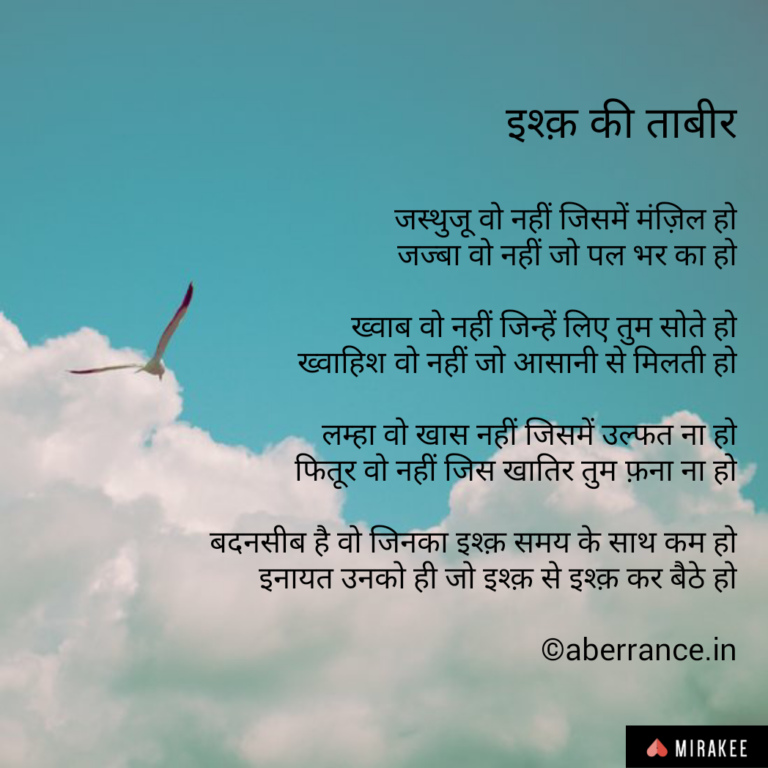 इश्क़ की ताबीर
जस्थुजू वो नहीं जिसमें मंज़िल हो
जज्बा वो नहीं जो पल भर का हो
ख्वाब वो नहीं जिन्हें लिए तुम सोते हो
ख्वाहिश वो नहीं जो आसानी से मिलती हो
लम्हा वो खास नहीं जिसमें उल्फत ना हो
फितूर वो नहीं जिस खातिर तुम फ़ना ना हो
बदनसीब है वो जिनका इश्क़ समय के साथ कम हो
इनायत उनको ही जो इश्क़ से इश्क़ कर बैठे हो
©aberrance.in
MIRAKEE